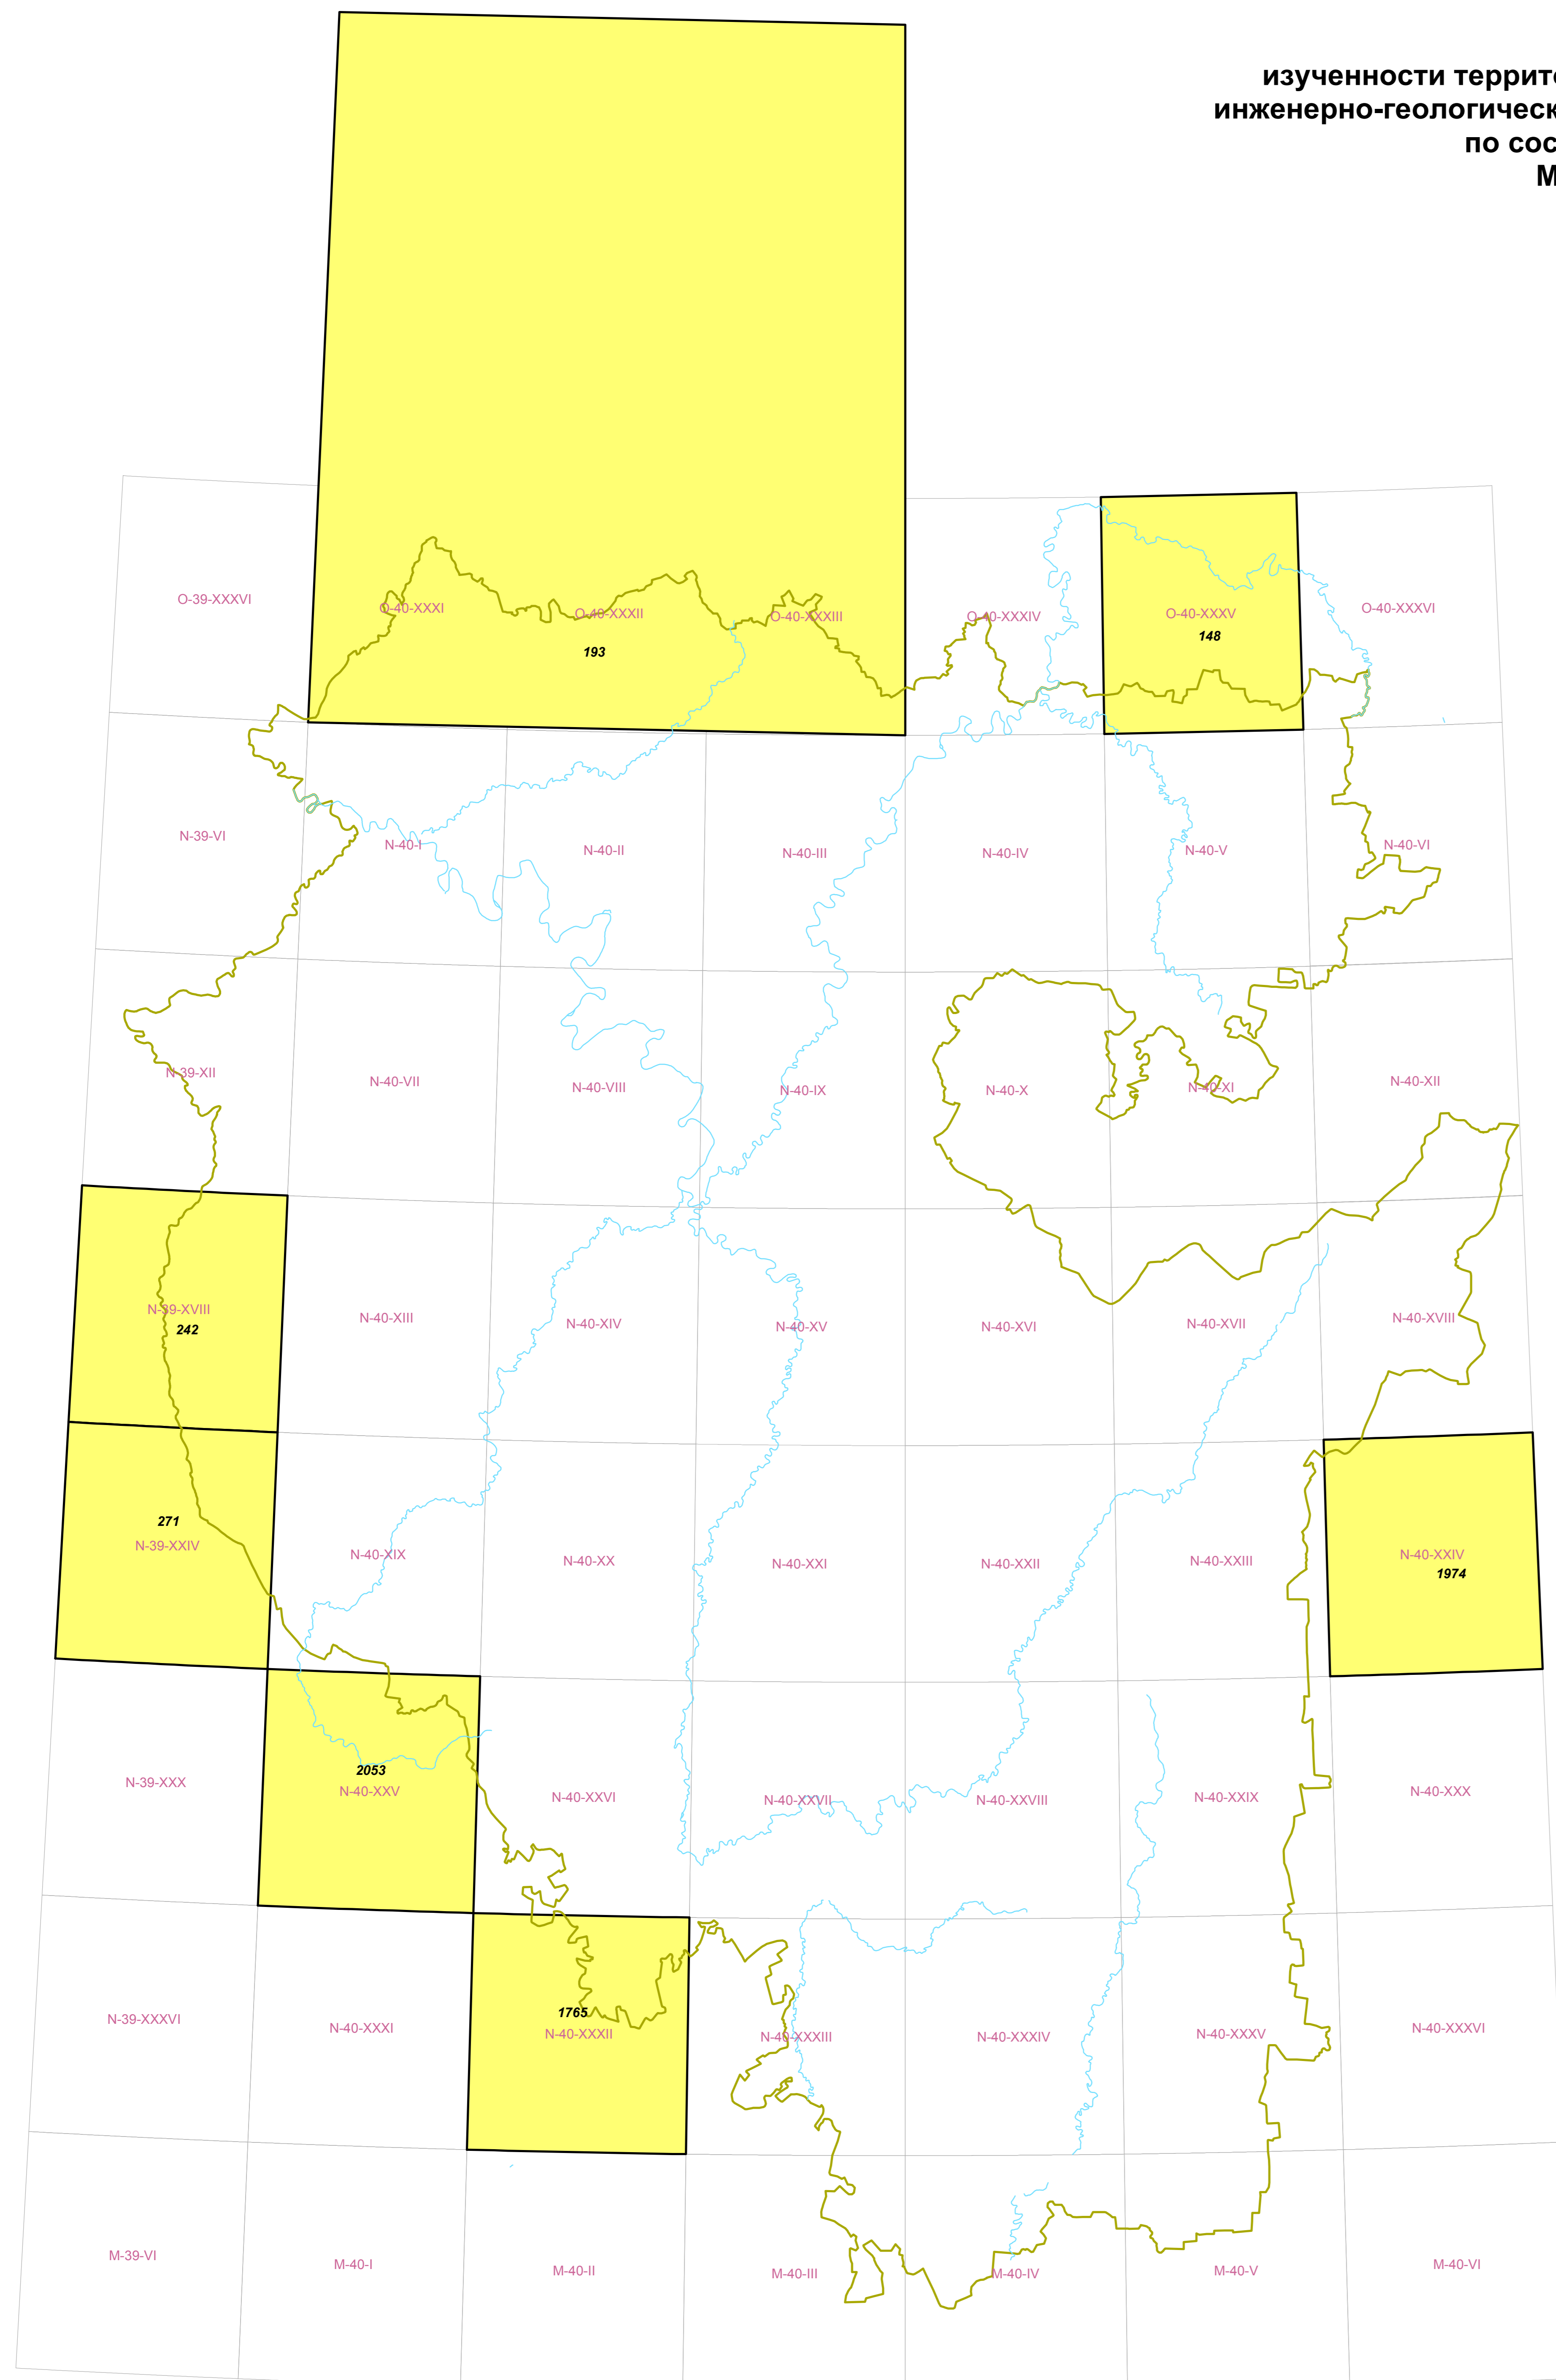 изученности террит
инженерно-геологическ
по сос
М
O-39-XXXVI
O-40-XXXI
O-40-XXXII
O-40-XXXIII
O-40-XXXIV
O-40-XXXV
O-40-XXXVI
193
148
N-39-VI
N-40-I
N-40-II
N-40-III
N-40-IV
N-40-V
N-40-VI
N-39-XII
N-40-VII
N-40-VIII
N-40-IX
N-40-X
N-40-XI
N-40-XII
N-39-XVIII
242
N-40-XIII
N-40-XIV
N-40-XV
N-40-XVI
N-40-XVII
N-40-XVIII
271
N-39-XXIV
N-40-XIX
N-40-XX
N-40-XXI
N-40-XXII
N-40-XXIII
N-40-XXIV
1974
N-39-XXX
2053
N-40-XXV
N-40-XXVI
N-40-XXVII
N-40-XXVIII
N-40-XXIX
N-40-XXX
N-39-XXXVI
N-40-XXXI
1765
N-40-XXXII
N-40-XXXIII
N-40-XXXIV
N-40-XXXV
N-40-XXXVI
M-39-VI
M-40-I
M-40-II
M-40-III
M-40-IV
M-40-V
M-40-VI